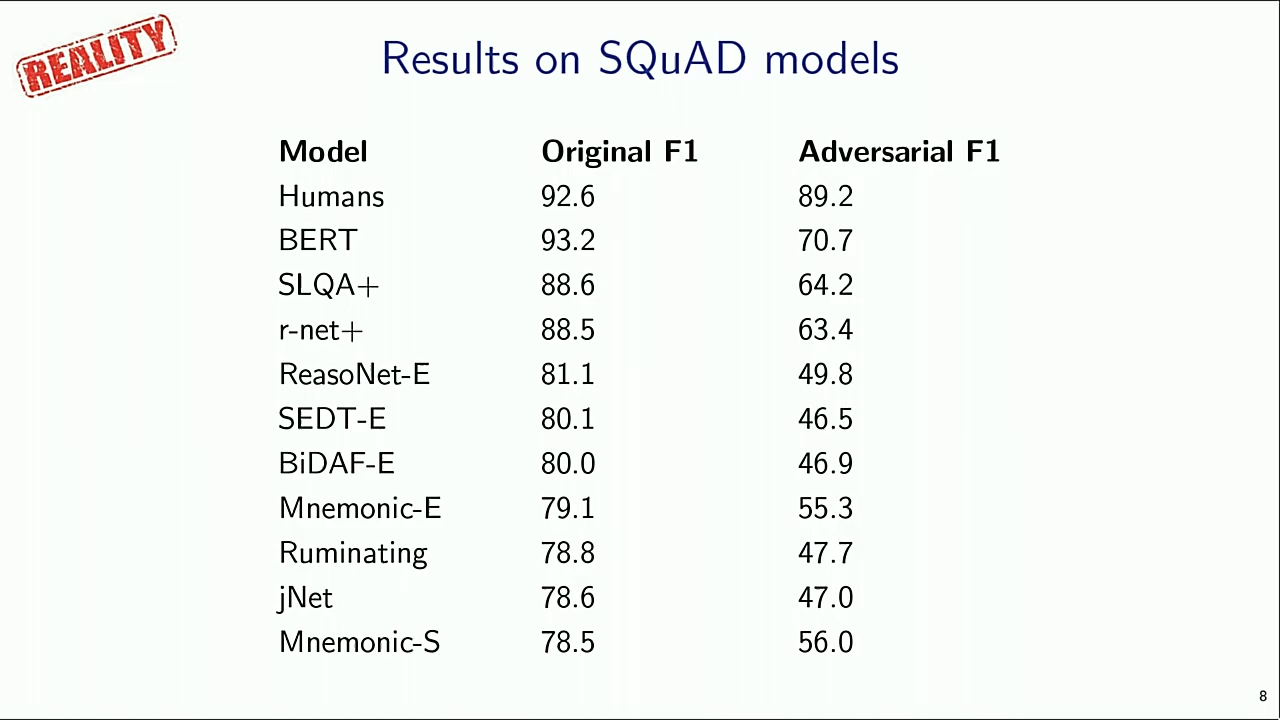 REALITY
Results on SQuAD models
Model Original F1 Adversarial F1
Humans 92.6 89.2
BERT 93.2 70.7
SLQA+ 88.6 64.2
r-net+ 88.5 63.4
ReasoNet-E 81.1 49.8
SEDT-E 80.1 46.5
BiDAF-E 80.0 46.9
Mnemonic-E 79.1 55.3
Ruminating 78.8 47.7
jNet 78.6 47.0
Mnemonic-S 78.5 56.0
8